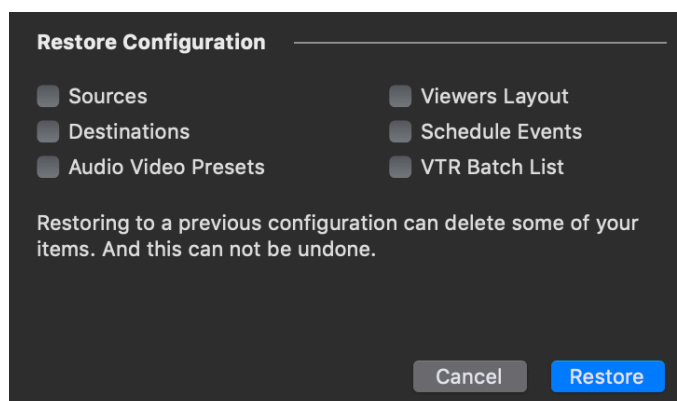 Restore Configuration
Sources
Viewers Layout
Destinations
Schedule Events
Audio Video Presets
VTR Batch List
Restoring to a previous configuration can delete some of your
items. And this can not be undone.
Cancel
Restore